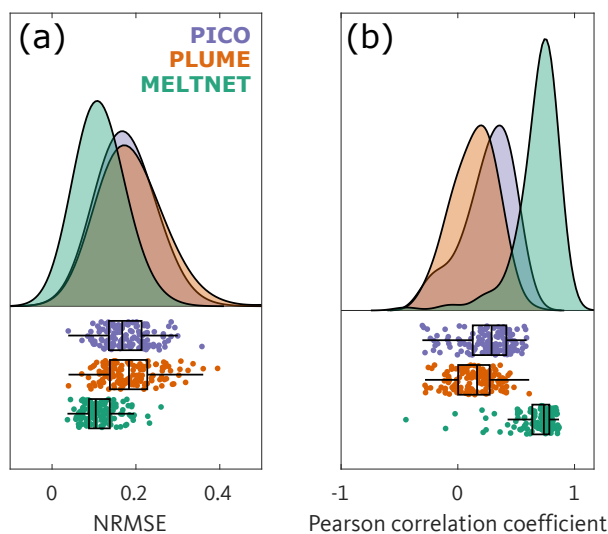 (a)
PICO
PLUME
MELTNET
(b)
0 0.2 0.4
NRMSE
-1 0 1
Pearson correlation coefficient